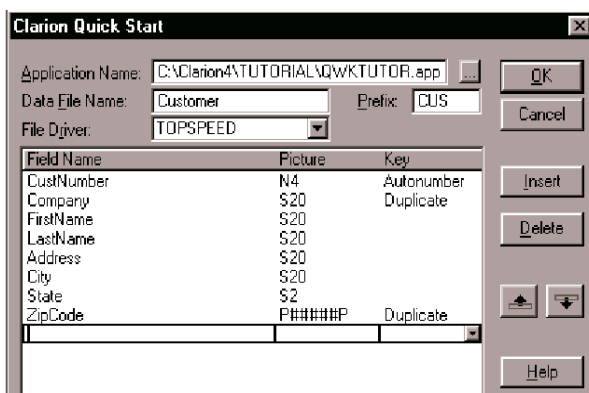 Clarion Quick Start
Application Name: C:\Clarion4\TUTORIAL\QWKTUTOR.app ... OK
Data File Name: Customer Prefix: CUS Cancel
File Driver: TOPSPEED
Field Name Picture Key
CustNumber N4 Autonumber Insert
Company S20 Duplicate
FirstName S20
LastName S20 Delete
Address S20
City S20
State S2
ZipCode P#####P Duplicate
Help